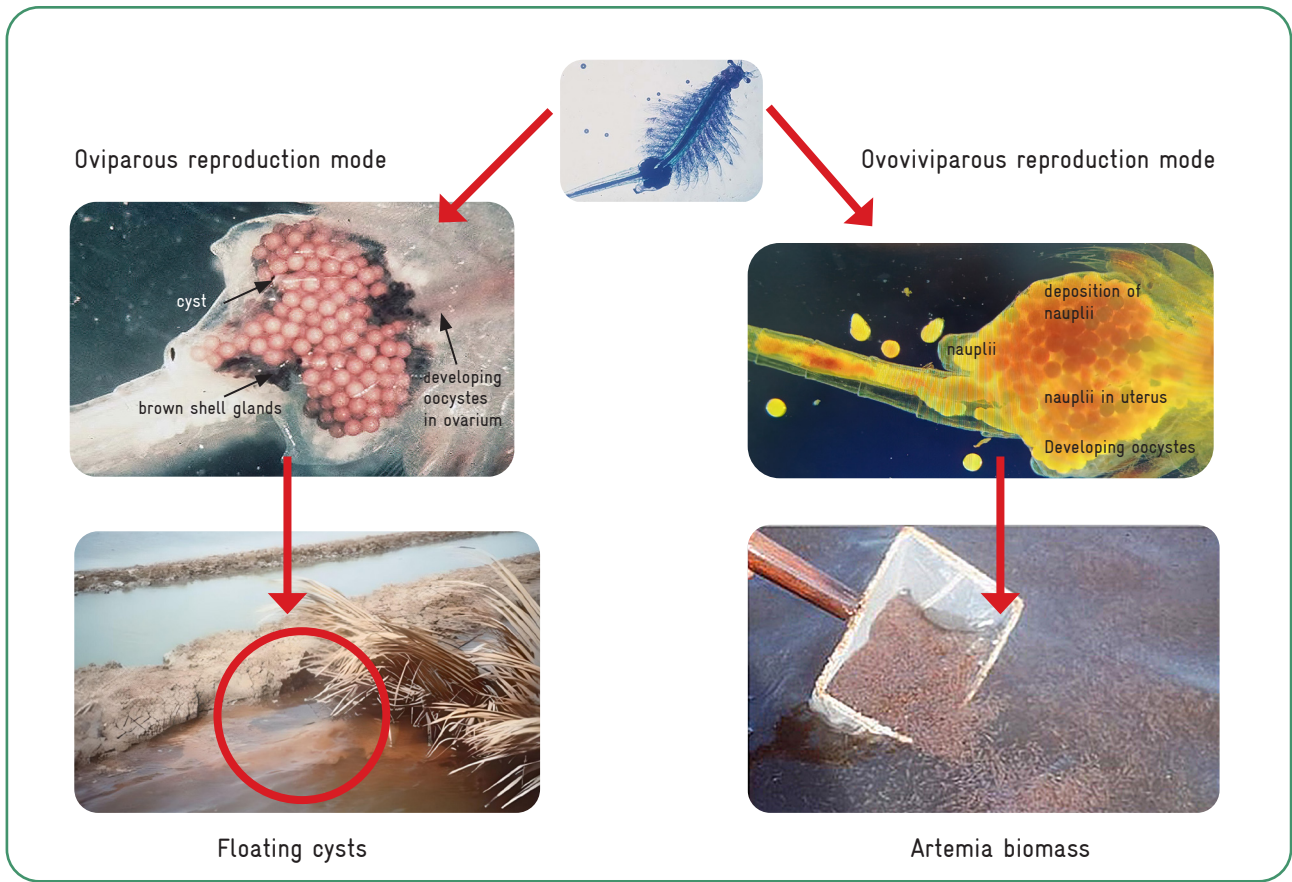 Oviparous reproduction mode
Ovoviviparous reproduction mode
cyst
brown shell glands
developing
oocystes
in ovarium
deposition of
nauplii
nauplii
nauplii in uterus
Developing oocystes
Floating cysts
Artemia biomass